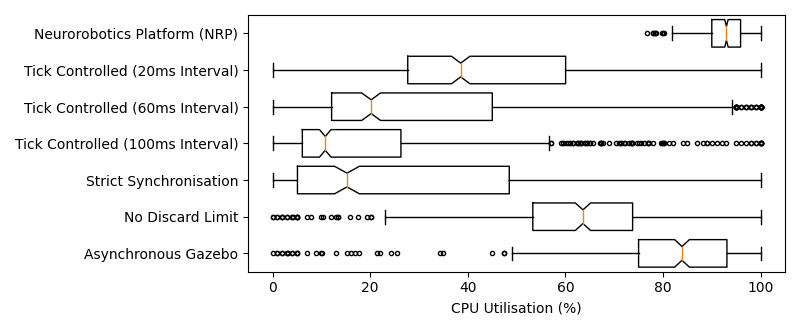 Neurorobotics Platform (NRP)
Tick Controlled (20ms Interval)
Tick Controlled (60ms Interval)
Tick Controlled (100ms Interval)
Strict Synchronisation
No Discard Limit
Asynchronous Gazebo
0 20 40 60 80 100
CPU Utilisation (%)